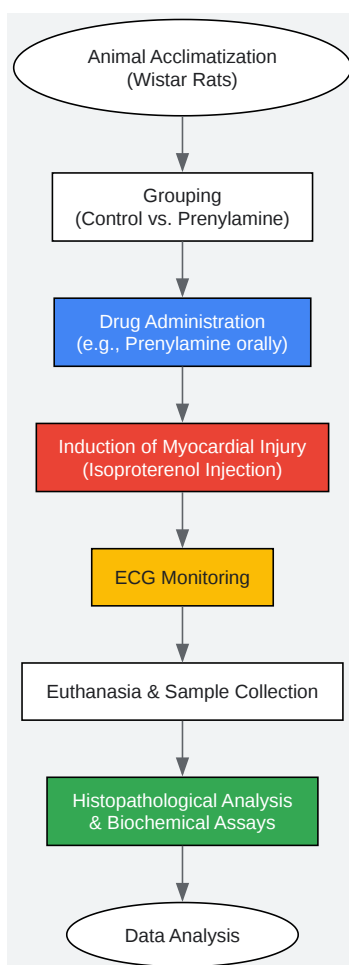 Animal Acclimatization
(Wistar Rats)
Grouping
(Control vs. Prenylamine)
Drug Administration
(e.g., Prenylamine orally)
Induction of Myocardial Injury
(Isoproterenol Injection)
ECG Monitoring
Euthanasia & Sample Collection
Histopathological Analysis
& Biochemical Assays
Data Analysis